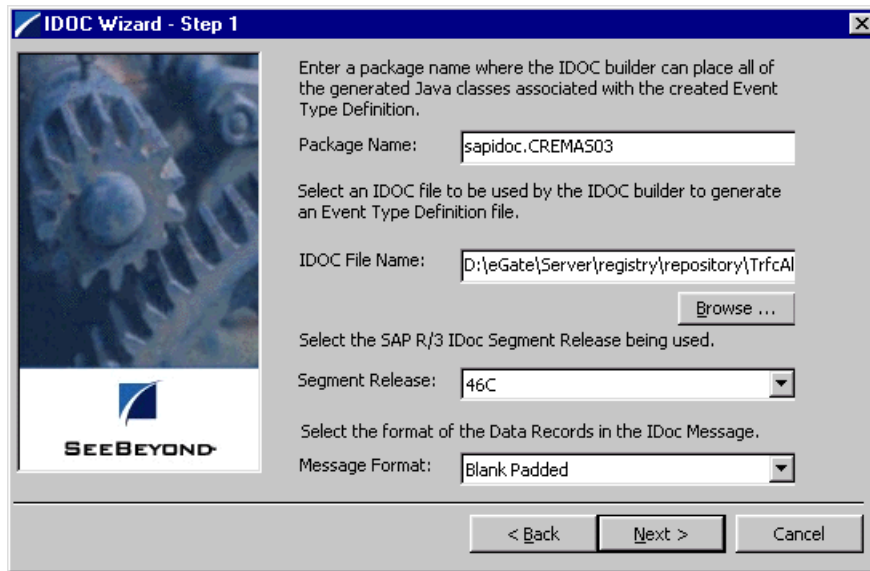 IDOC Wizard - Step 1
Enter a package name where the IDOC builder can place all of
the generated Java classes associated with the created Event
Type Definition.
Package Name: sapidoc.CREMAS03
Select an IDOC file to be used by the IDOC builder to generate
an Event Type Definition file.
IDOC File Name: D:\eGate\Server\registry\repository\TrfcAl
Browse ...
Select the SAP R/3 IDoc Segment Release being used.
Segment Release: 46C
Select the format of the Data Records in the IDoc Message.
Message Format: Blank Padded
SEEBEYOND
< Back Next > Cancel